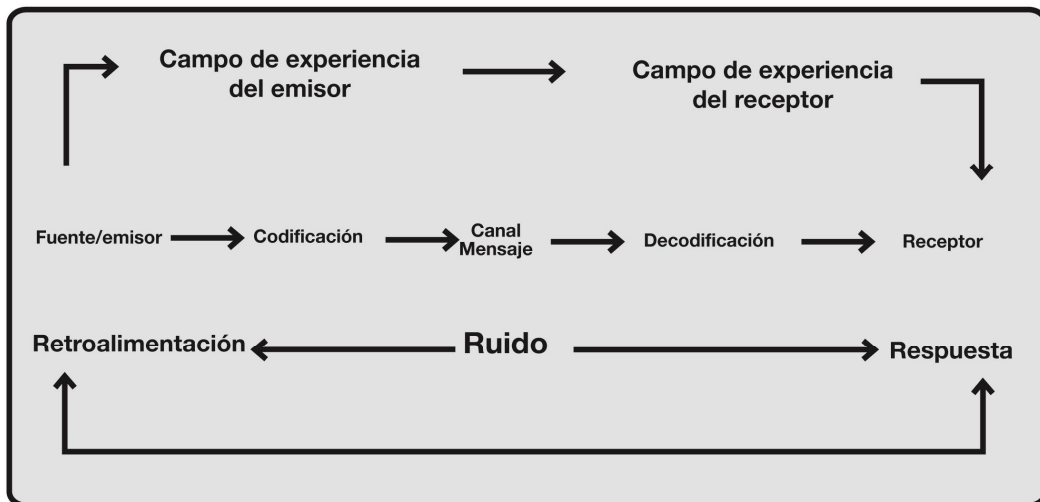 Campo de experiencia
del emisor
Campo de experiencia
del receptor
Fuente/emisor
Codificación
Canal
Mensaje
Decodificación
Receptor
Retroalimentación
Ruido
Respuesta